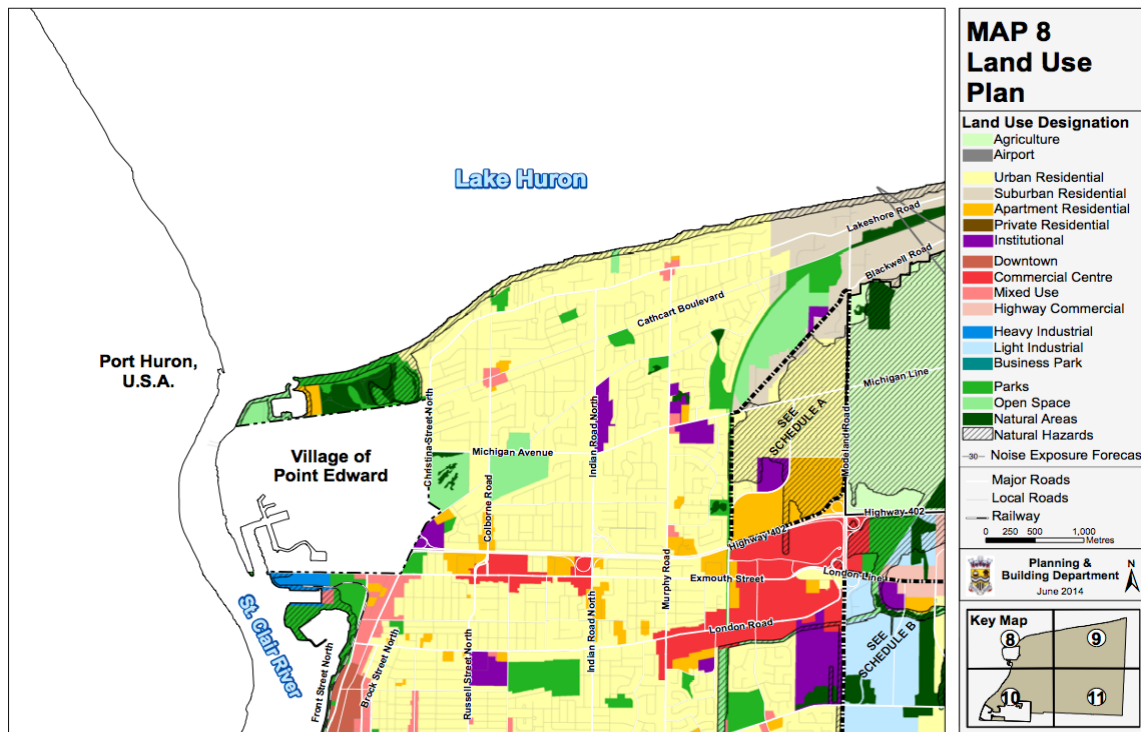 MAP 8
Land Use
Plan
Land Use Designation
Agriculture
Airport
Urban Residential
Suburban Residential
Apartment Residential
Private Residential
Institutional
Downtown
Commercial Centre
Mixed Use
Highway Commercial
Heavy Industrial
Light Industrial
Business Park
Parks
Open Space
Natural Areas
Natural Hazards
-30- Noise Exposure Forecas
Major Roads
Local Roads
Railway
0 250 500 1,000
Metres
Planning &
Building Department
June 2014
N
Key Map
8
9
10
11
Lake Huron
Lakeshore Road
Blackwell Road
Cathcart Boulevard
Port Huron,
U.S.A.
Michigan Line
SEE
SCHEDULE A
Modeland Road
Christina Street North
Indian Road North
Michigan Avenue
Village of
Point Edward
Colborne Road
Highway 402
Highway 402
Murphy Road
Exmouth Street
London Line
London Road
St. Clair River
Front Street North
Brock Street North
Russell Street North
Indian Road North
SEE
SCHEDULE B